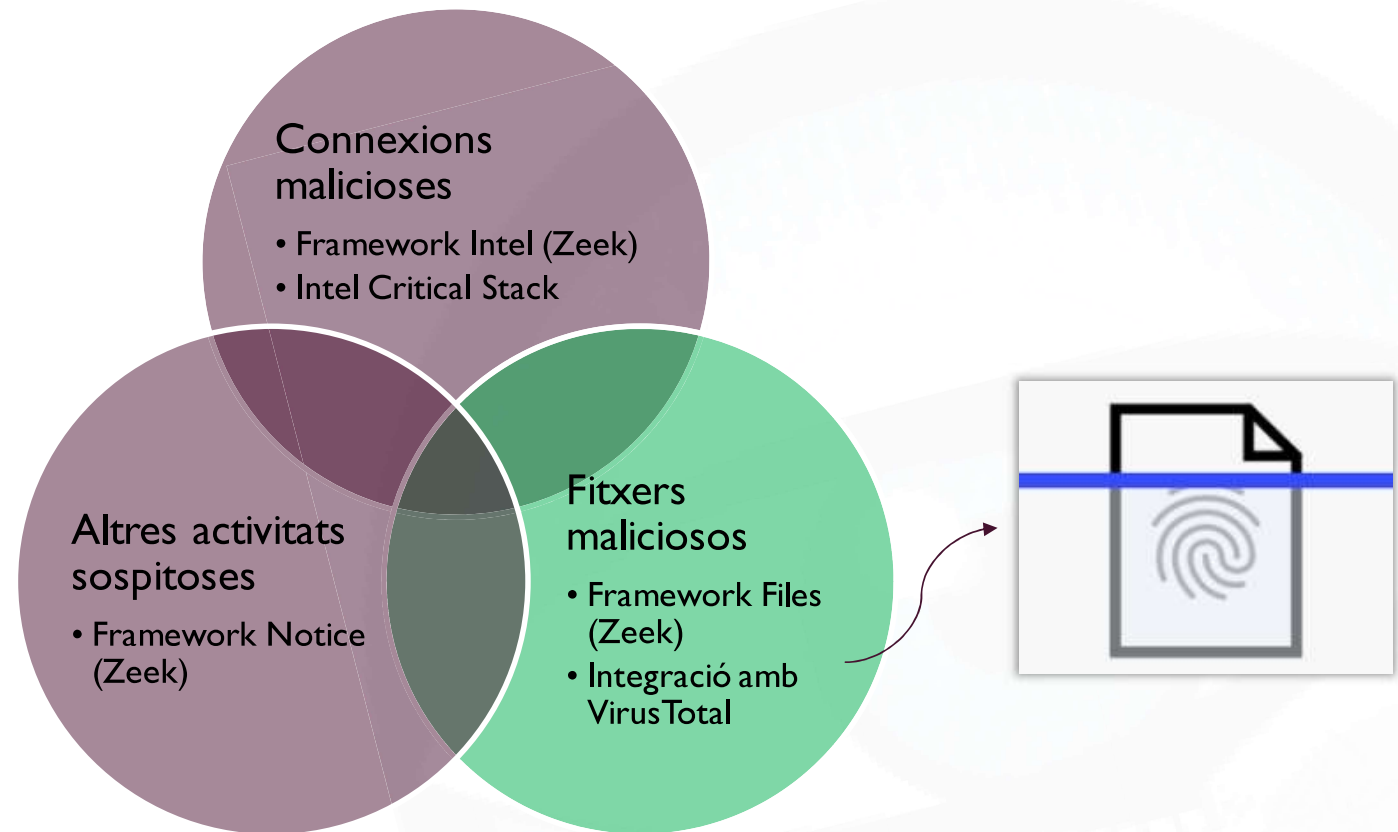 Connexions
malicioses
• Framework Intel (Zeek)
• Intel Critical Stack
Altres activitats
sospitoses
• Framework Notice
(Zeek)
Fitxers
maliciosos
• Framework Files
(Zeek)
• Integració amb
VirusTotal